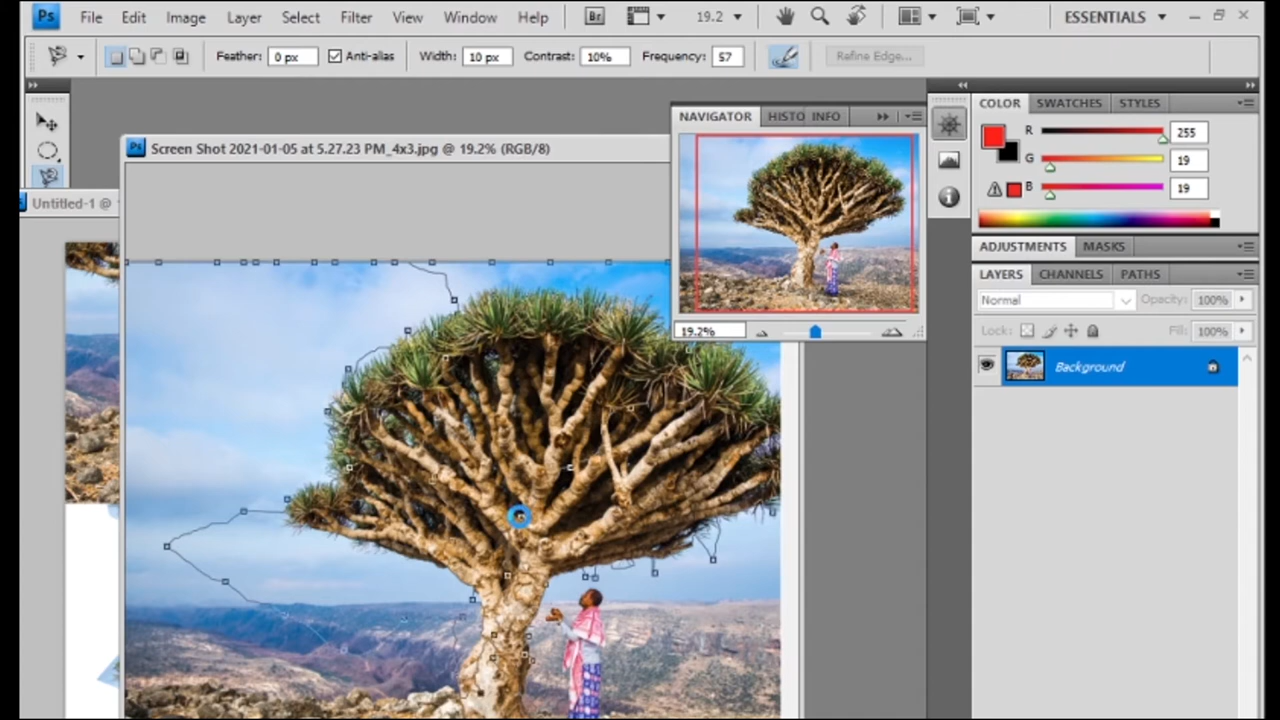 Ps File Edit Image Layer Select Filter View Window Help Br 19.2 ESSENTIALS
Feather: 0 px Anti-alias Width: 10 px Contrast: 10% Frequency: 57 Refine Edge...
NAVIGATOR HISTO INFO
COLOR SWATCHES STYLES
R 255
G 19
B 19
Ps Screen Shot 2021-01-05 at 5.27.23 PM_4x3.jpg @ 19.2% (RGB/8)
Untitled-1 @
19.2%
ADJUSTMENTS MASKS
LAYERS CHANNELS PATHS
Normal Opacity: 100%
Lock: Fill: 100%
Background